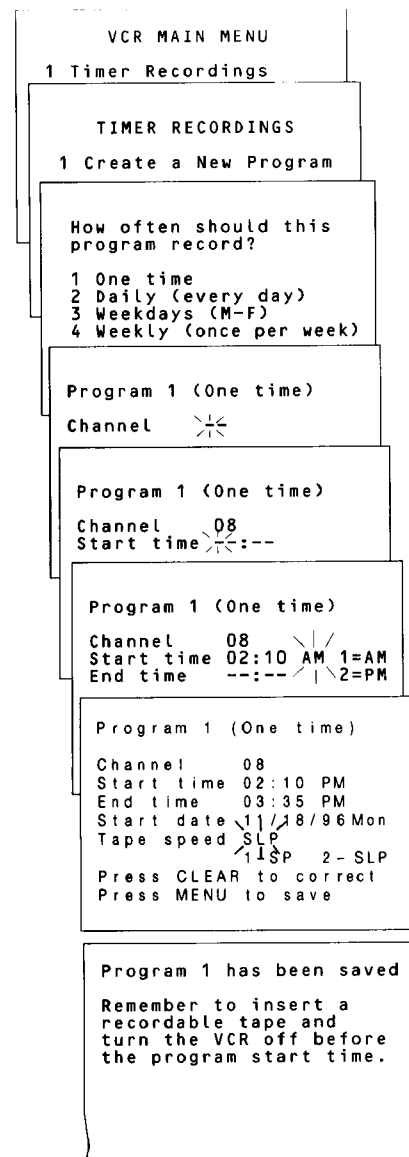 VCR MAIN MENU
1 Timer Recordings
TIMER RECORDINGS
1 Create a New Program
How often should this
program record?
1 One time
2 Daily (every day)
3 Weekdays (M-F)
4 Weekly (once per week)
Program 1 (One time)
Channel --
Program 1 (One time)
Channel 08
Start time --:--
Program 1 (One time)
Channel 08
Start time 02:10 AM 1=AM
End time --:-- 2=PM
Program 1 (One time)
Channel 08
Start time 02:10 PM
End time 03:35 PM
Start date 11/18/96 Mon
Tape speed SLP
1-SP 2-SLP
Press CLEAR to correct
Press MENU to save
Program 1 has been saved
Remember to insert a
recordable tape and
turn the VCR off before
the program start time.